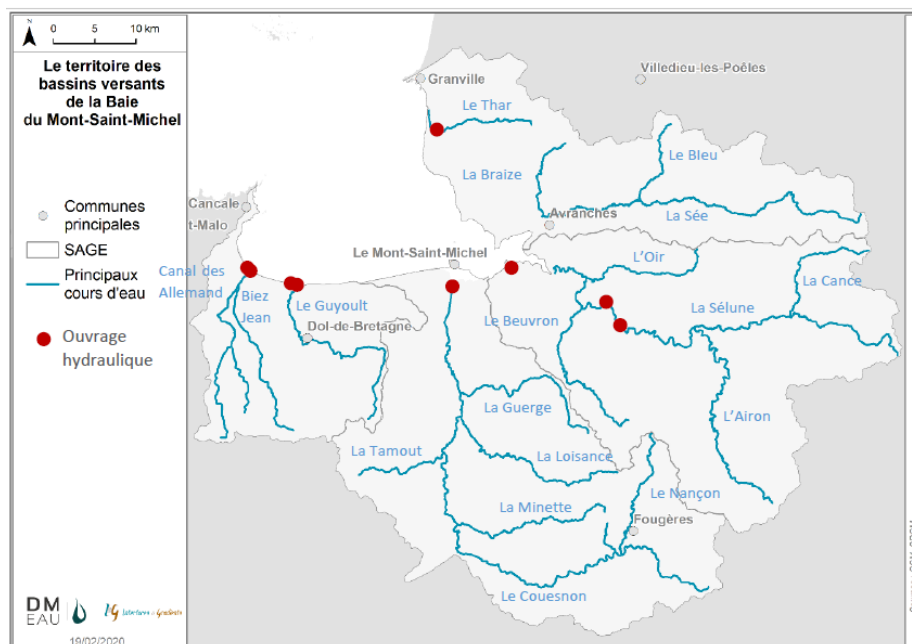 N
0 5 10 km
Le territoire des
bassins versants
de la Baie
du Mont-Saint-Michel
Communes
principales
SAGE
Principaux
cours d'eau
Ouvrage
hydraulique
DM
EAU
19/02/2020
Granville
Villedieu-les-Poêles
Le Thar
Le Bleu
La Braize
Cancale
t-Malo
Avranches
La Sée
Le Mont-Saint-Michel
L'Oir
Canal des
Allemand
Biez
Jean
Le Guyoult
La Cance
La Sélune
Le Beuvron
Dol-de-Bretagne
La Guerge
L'Airon
La Tamout
La Loisance
Le Nançon
La Minette
Fougères
Le Couesnon